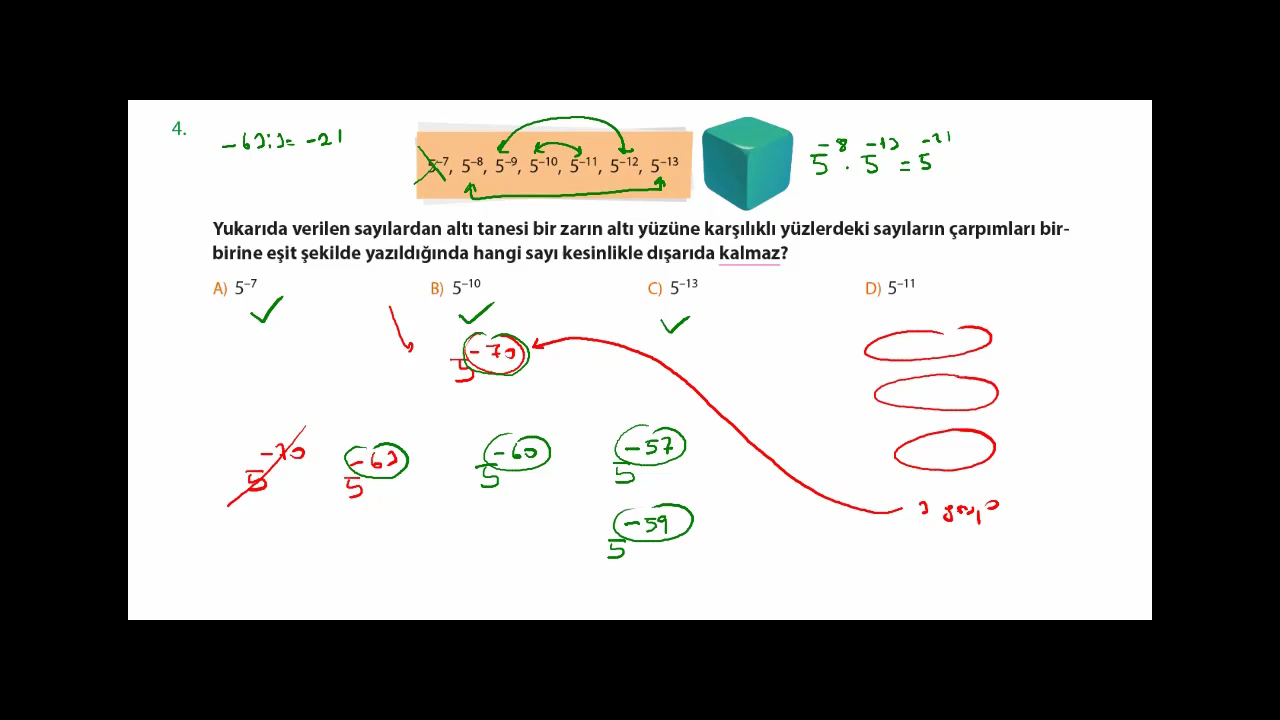 4.
-63:3= -21
5⁻⁷, 5⁻⁸, 5⁻⁹, 5⁻¹⁰, 5⁻¹¹, 5⁻¹², 5⁻¹³
5⁻⁸ . 5⁻¹³ = 5⁻²¹
Yukarıda verilen sayılardan altı tanesi bir zarın altı yüzüne karşılıklı yüzlerdeki sayıların çarpımları bir-
birine eşit şekilde yazıldığında hangi sayı kesinlikle dışarıda kalmaz?
A) 5⁻⁷ B) 5⁻¹⁰ C) 5⁻¹³ D) 5⁻¹¹
5⁻⁷⁰
5⁻⁷⁰ 5⁻⁶³ 5⁻⁶⁰ 5⁻⁵⁷
3 grup
5⁻⁵⁹